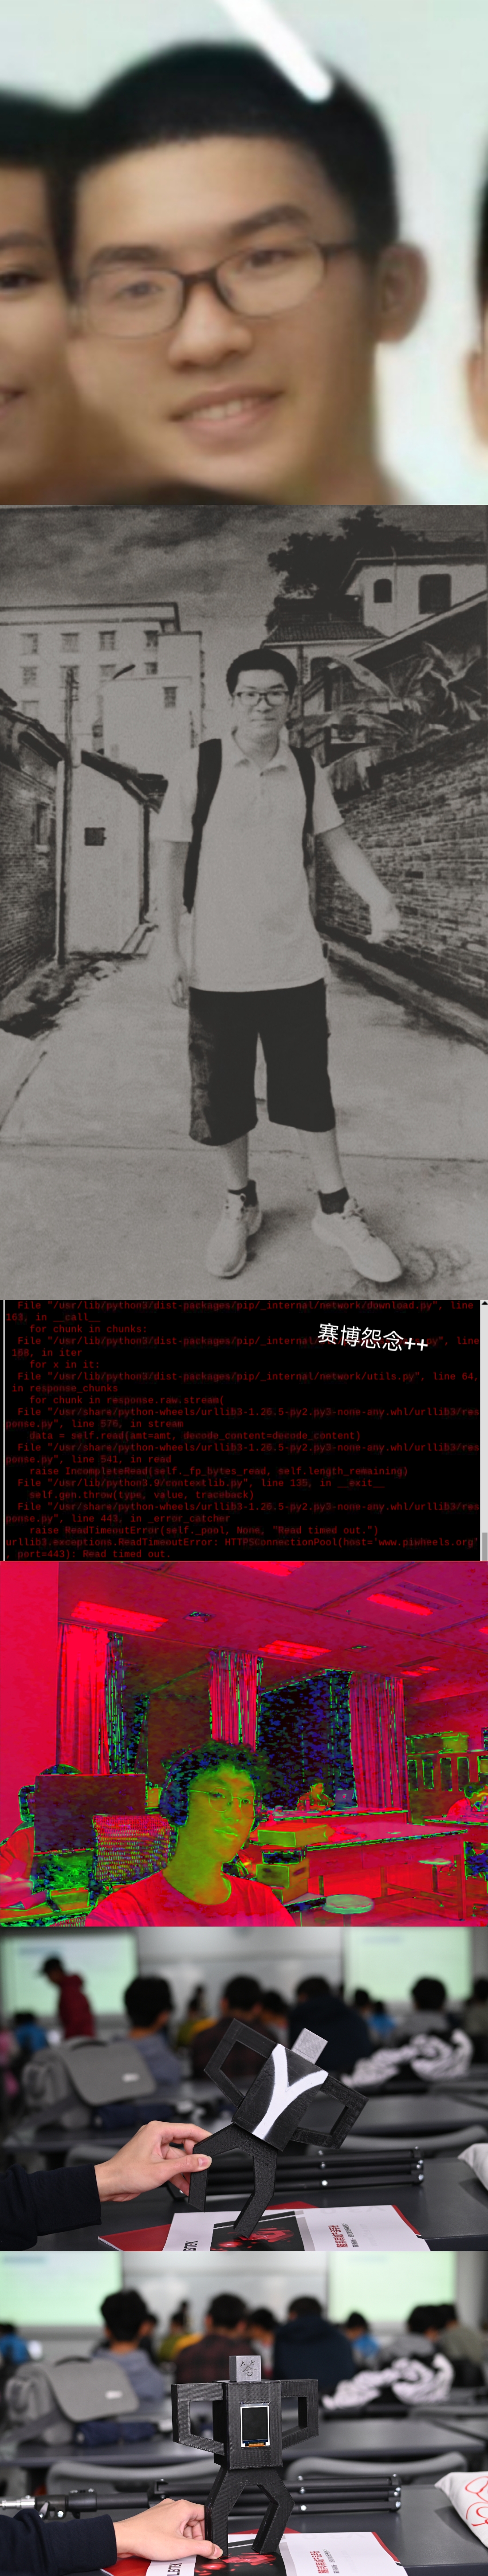 File "/usr/lib/python3/dist-packages/pip/_internal/network/download.py", line
163, in __call__
for chunk in chunks:
File "/usr/lib/python3/dist-packages/pip/_internal/
py", line
168, in iter
for x in it:
File "/usr/lib/python3/dist-packages/pip/_internal/network/utils.py", line 64,
in response_chunks
for chunk in response.raw.stream(
File "/usr/share/python-wheels/urllib3-1.26.5-py2.py3-none-any.whl/urllib3/res
ponse.py", line 576, in stream
data = self.read(amt=amt, decode_content=decode_content)
File "/usr/share/python-wheels/urllib3-1.26.5-py2.py3-none-any.whl/urllib3/res
ponse.py", line 541, in read
raise IncompleteRead(self._fp_bytes_read, self.length_remaining)
File "/usr/lib/python3.9/contextlib.py", line 135, in __exit__
self.gen.throw(type, value, traceback)
File "/usr/share/python-wheels/urllib3-1.26.5-py2.py3-none-any.whl/urllib3/res
ponse.py", line 443, in _error_catcher
raise ReadTimeoutError(self._pool, None, "Read timed out.")
urllib3.exceptions.ReadTimeoutError: HTTPSConnectionPool(host='www.piwheels.org'
, port=443): Read timed out.
赛博怨念++